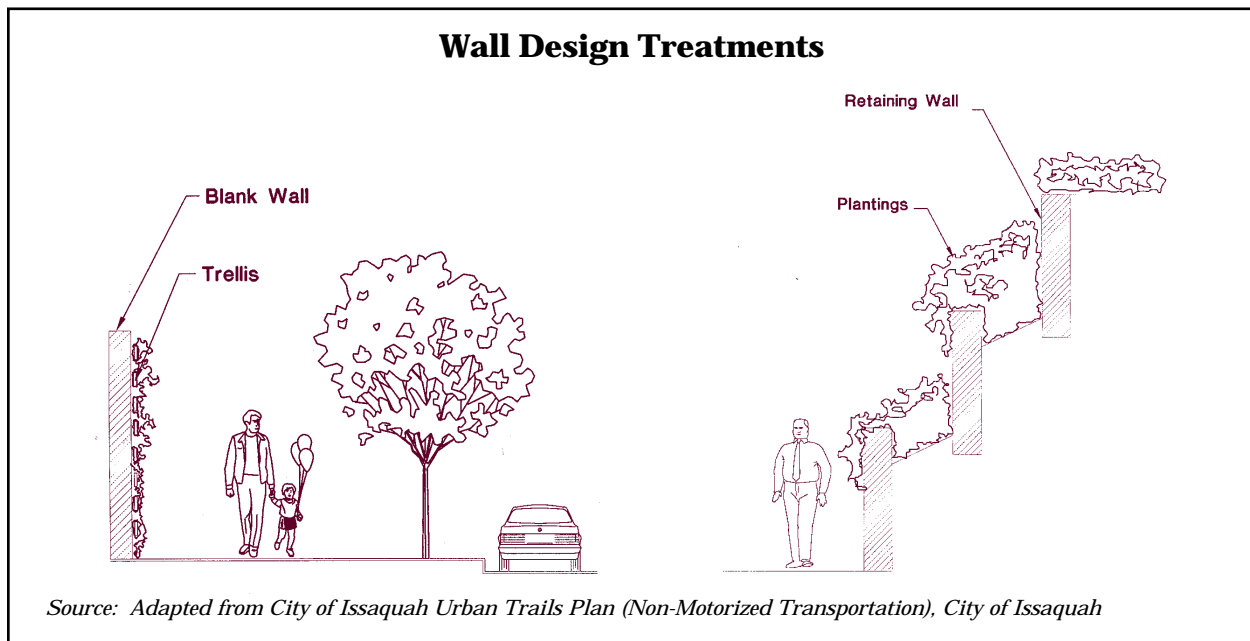 Wall Design Treatments
Blank Wall
Trellis
Retaining Wall
Plantings
Source: Adapted from City of Issaquah Urban Trails Plan (Non-Motorized Transportation), City of Issaquah